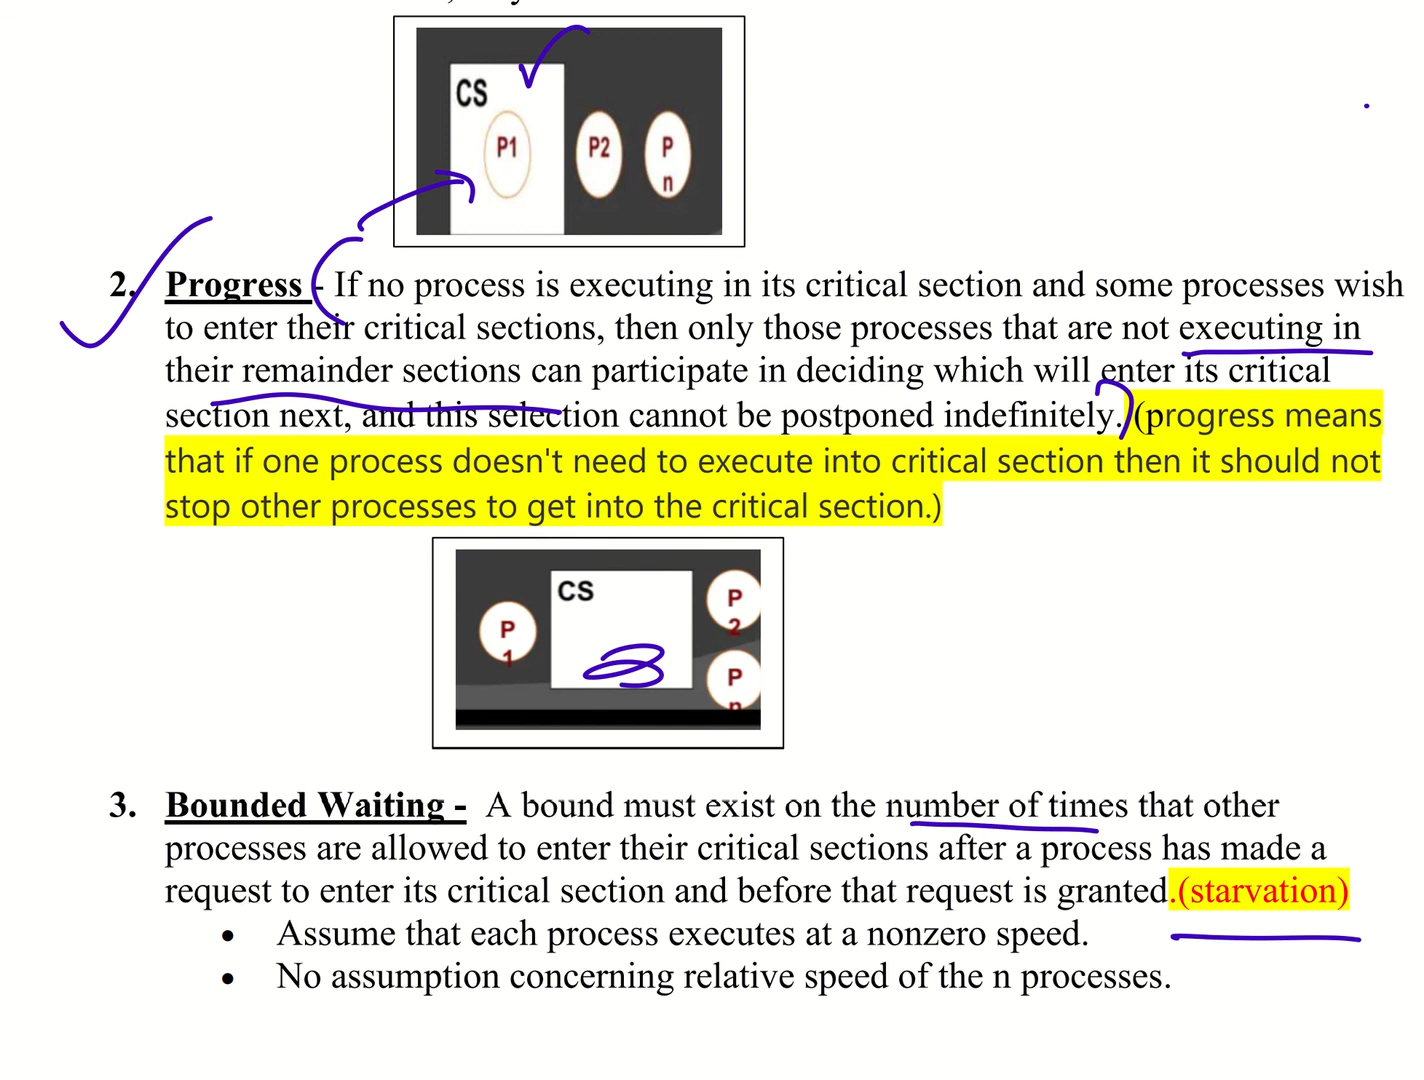 CS
P1
P2
P
n
2. Progress - If no process is executing in its critical section and some processes wish
to enter their critical sections, then only those processes that are not executing in
their remainder sections can participate in deciding which will enter its critical
section next, and this selection cannot be postponed indefinitely. (progress means
that if one process doesn't need to execute into critical section then it should not
stop other processes to get into the critical section.)
CS
P
1
P
2
P
n
3. Bounded Waiting - A bound must exist on the number of times that other
processes are allowed to enter their critical sections after a process has made a
request to enter its critical section and before that request is granted.(starvation)
• Assume that each process executes at a nonzero speed.
• No assumption concerning relative speed of the n processes.